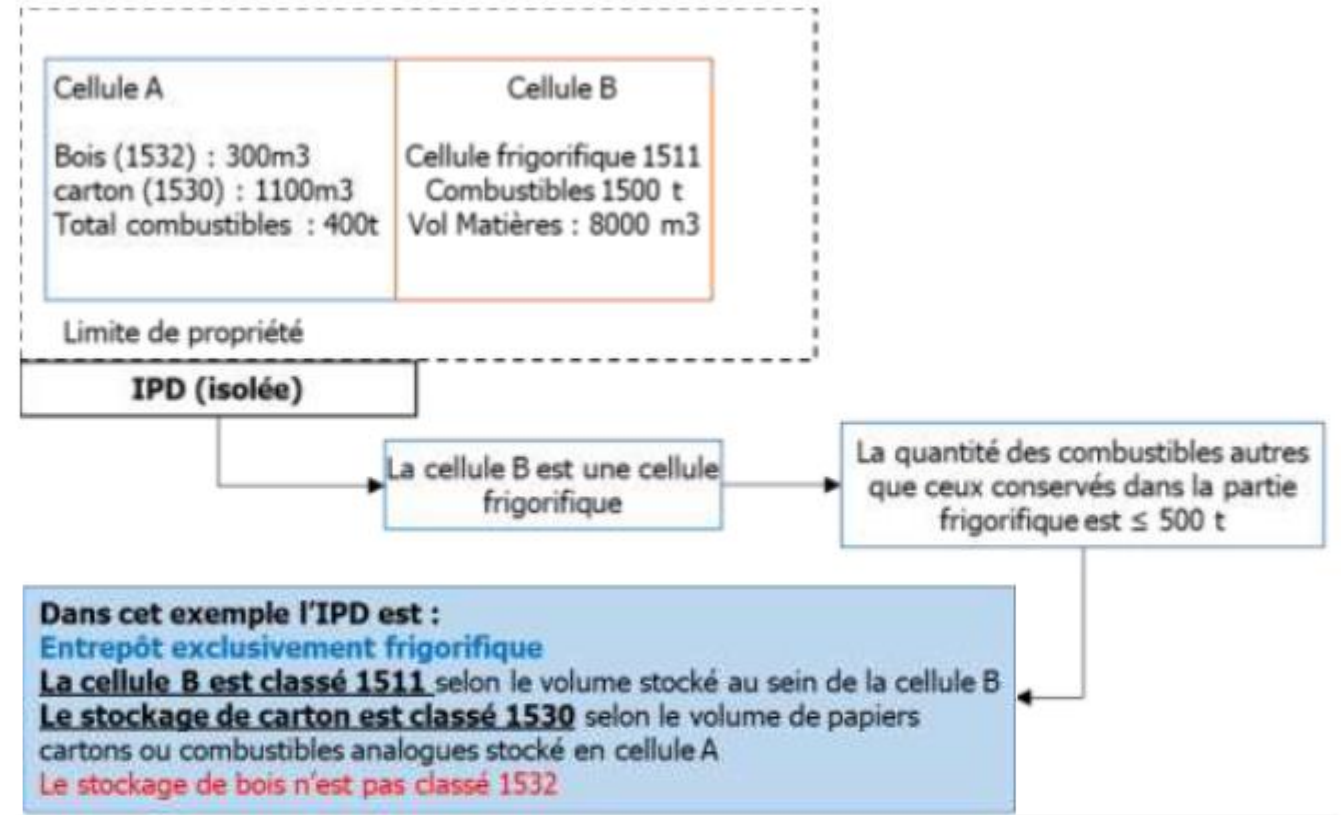 Cellule A
Bois (1532) : 300m3
carton (1530) : 1100m3
Total combustibles : 400t
Cellule B
Cellule frigorifique 1511
Combustibles 1500 t
Vol Matières : 8000 m3
Limite de propriété
IPD (isolée)
La cellule B est une cellule
frigorifique
La quantité des combustibles autres
que ceux conservés dans la partie
frigorifique est ≤ 500 t
Dans cet exemple l'IPD est :
Entrepôt exclusivement frigorifique
La cellule B est classé 1511 selon le volume stocké au sein de la cellule B
Le stockage de carton est classé 1530 selon le volume de papiers
cartons ou combustibles analogues stocké en cellule A
Le stockage de bois n'est pas classé 1532